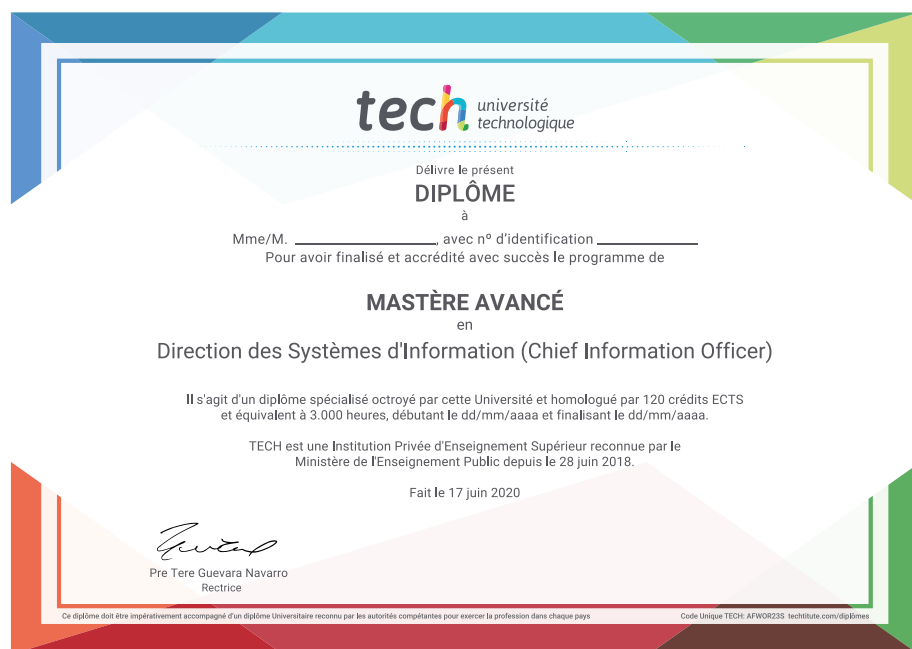 tech université
technologique
Délivre le présent
DIPLÔME
à
Mme/M. ____________________, avec nº d'identification ______________
Pour avoir finalisé et accrédité avec succès le programme de
MASTÈRE AVANCÉ
en
Direction des Systèmes d'Information (Chief Information Officer)
Il s'agit d'un diplôme spécialisé octroyé par cette Université et homologué par 120 crédits ECTS
et équivalent à 3.000 heures, débutant le dd/mm/aaaa et finalisant le dd/mm/aaaa.
TECH est une Institution Privée d'Enseignement Supérieur reconnue par le
Ministère de l'Enseignement Public depuis le 28 juin 2018.
Fait le 17 juin 2020
Pre Tere Guevara Navarro
Rectrice
Ce diplôme doit être impérativement accompagné d'un diplôme Universitaire reconnu par les autorités compétantes pour exercer la profession dans chaque pays
Code Unique TECH: AFWOR23S techtitute.com/diplômes